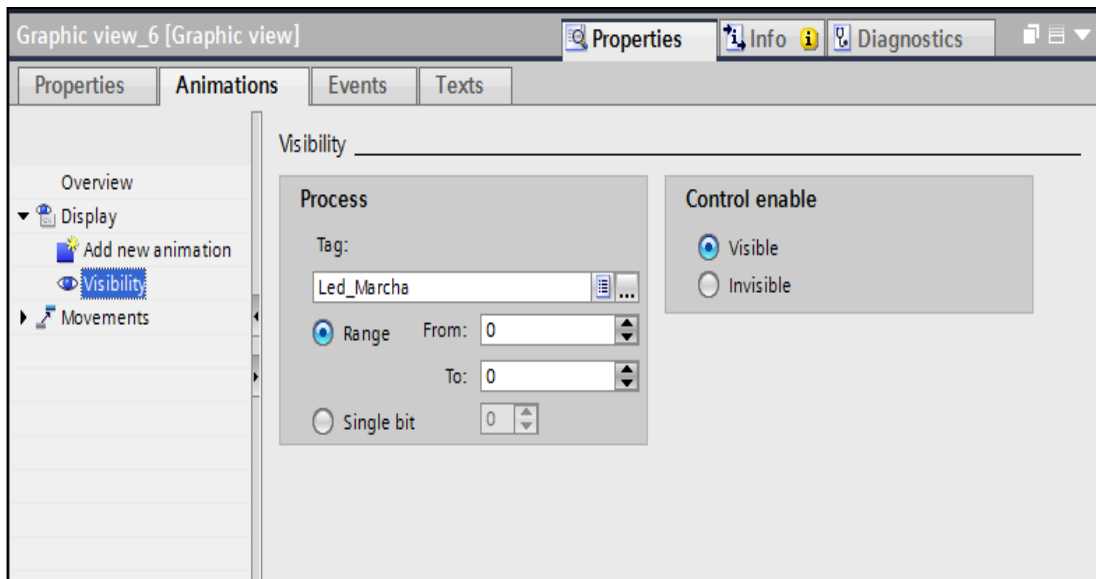 Graphic view_6 [Graphic view]
Properties Info Diagnostics
Properties Animations Events Texts
Overview
Display
Add new animation
Visibility
Movements
Visibility
Process
Tag:
Led_Marcha
Range From: 0
To: 0
Single bit 0
Control enable
Visible
Invisible